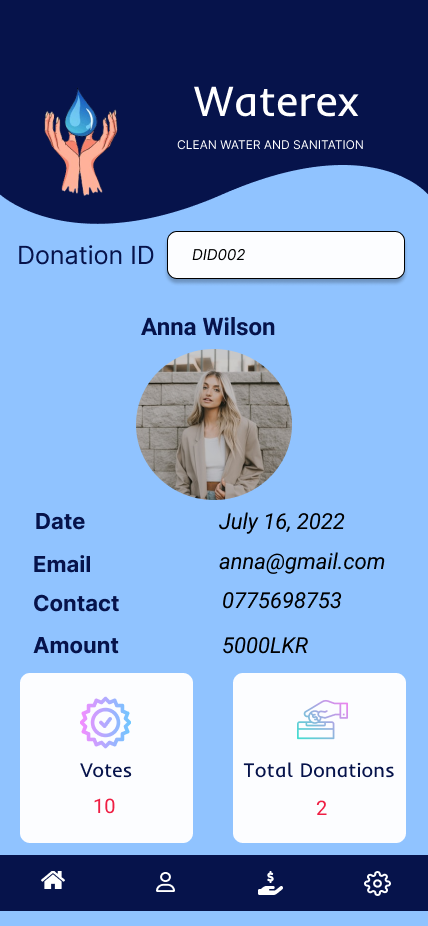 Waterex
CLEAN WATER AND SANITATION
Donation ID DID002
Anna Wilson
Date July 16, 2022
Email anna@gmail.com
Contact 0775698753
Amount 5000LKR
Votes
10
Total Donations
2